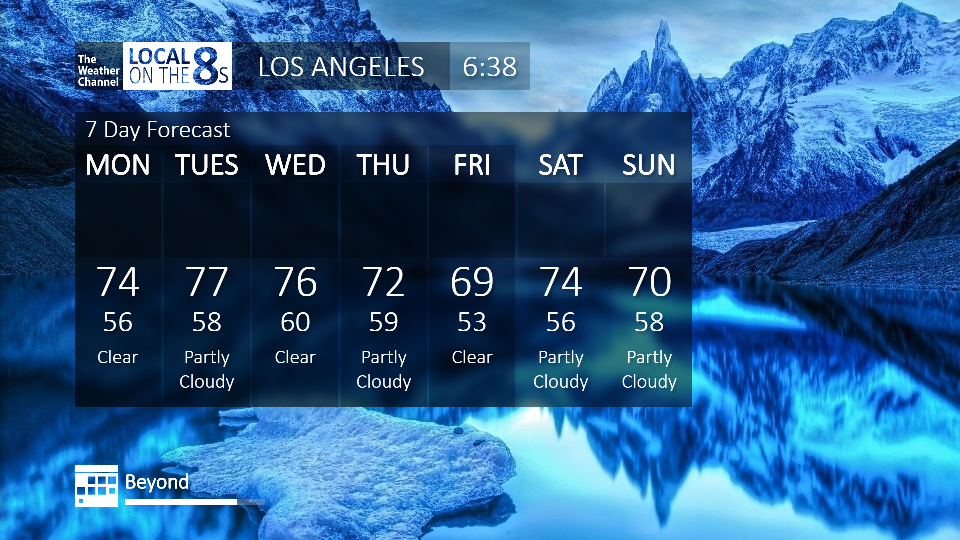 The
Weather
Channel
LOCAL
ON THE 8s
LOS ANGELES 6:38
7 Day Forecast
MON TUES WED THU FRI SAT SUN
74 77 76 72 69 74 70
56 58 60 59 53 56 58
Clear Partly Clear Partly Clear Partly Partly
Cloudy Cloudy Cloudy Cloudy
Beyond